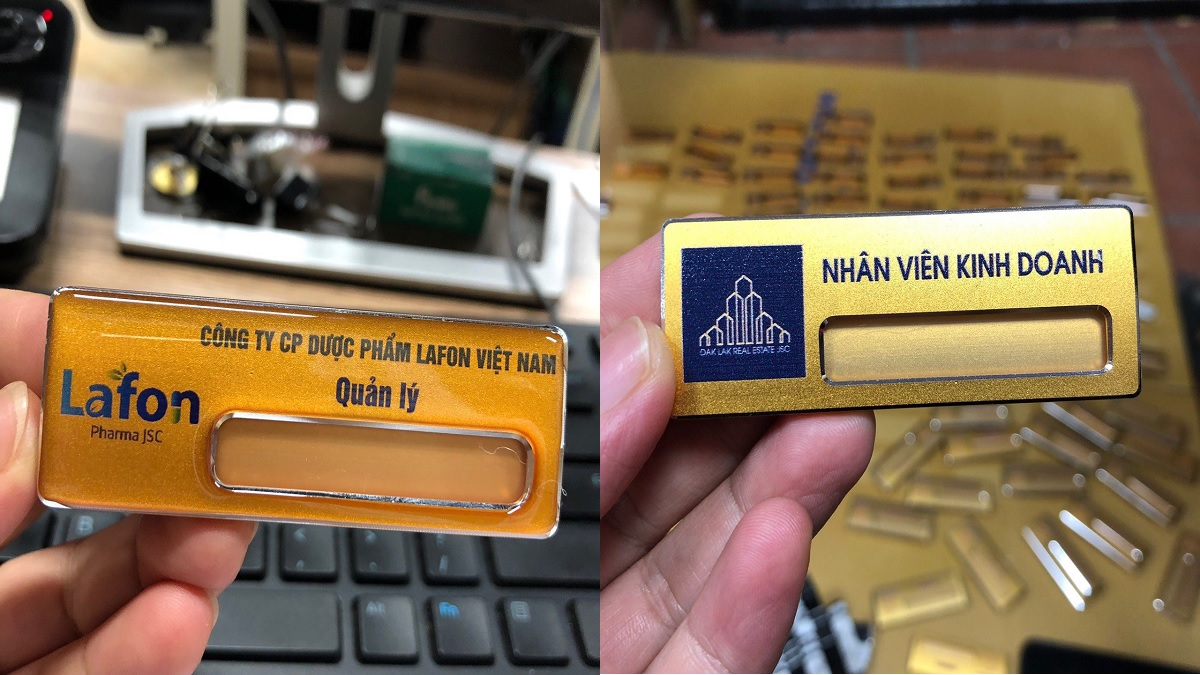 CÔNG TY CP DƯỢC PHẨM LAFON VIỆT NAM
Quản lý
Lafon
Pharma JSC
NHÂN VIÊN KINH DOANH
DAK LAK REAL ESTATE JSC
Fn